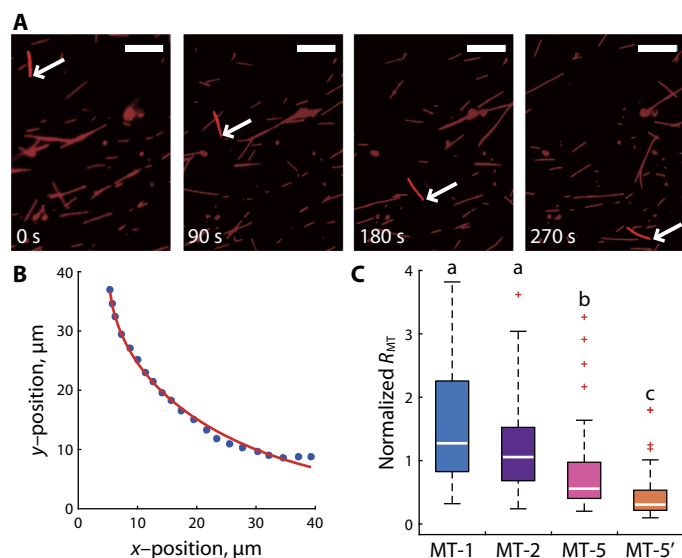 A
0 s
90 s
180 s
270 s
B
40
30
20
10
0
0
10
20
30
40
y–position, μm
x–position, μm
C
4
3
2
1
0
Normalized RMT
a
a
b
c
MT-1
MT-2
MT-5
MT-5′